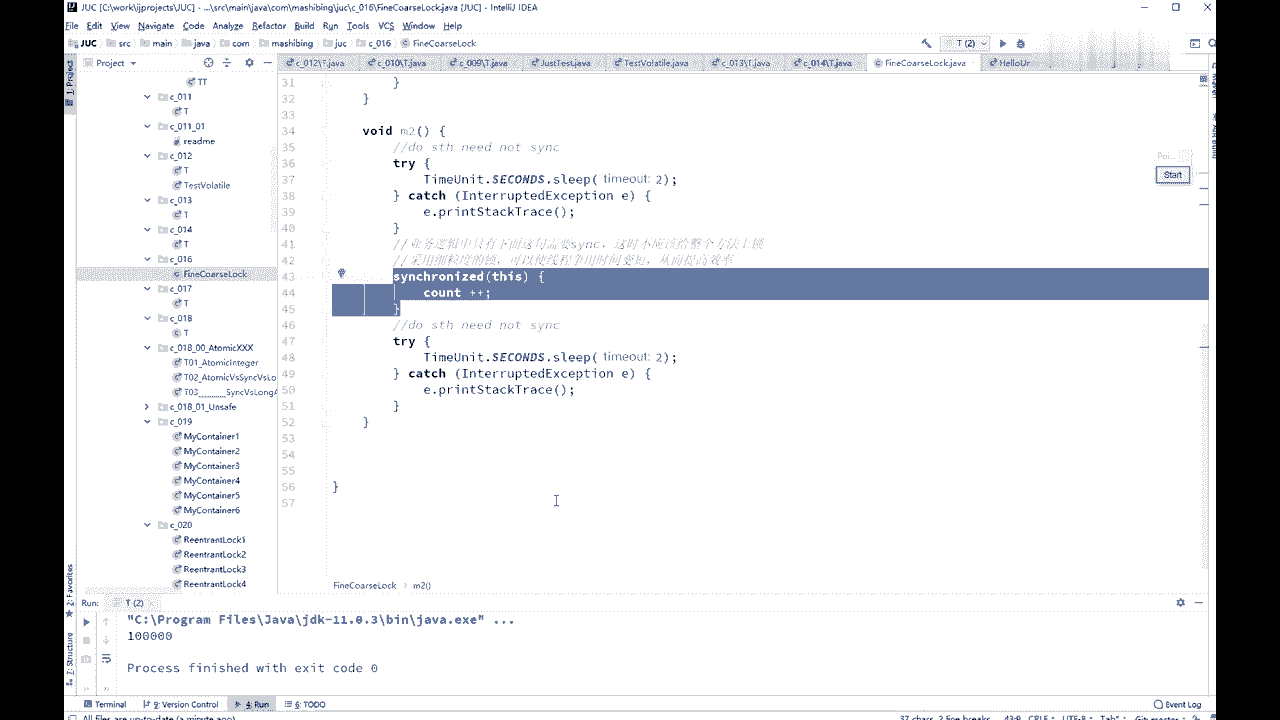 JUC [C:\work\ijprojects\JUC] - ...\src\main\java\com\mashibing\juc\c_016\FineCoarseLock.java [JUC] - IntelliJ IDEA
File Edit View Navigate Code Analyze Refactor Build Run Tools VCS Window Help
JUC src main java com mashibing juc c_016 FineCoarseLock
T (2)
Project
c_012\T.java c_010\T.java c_009\T.java JustTest.java TestVolatile.java c_013\T.java c_014\T.java FineCoarseLock.java HelloUr
1: Project
TT
c_011
T
c_011_01
readme
c_012
T
TestVolatile
c_013
T
c_014
T
c_016
FineCoarseLock
c_017
T
c_018
T
c_018_00_AtomicXXX
T01_AtomicInteger
T02_AtomicVsSyncVsLo
T03________SyncVsLongA
c_018_01_Unsafe
c_019
MyContainer1
MyContainer2
MyContainer3
MyContainer4
MyContainer5
MyContainer6
c_020
ReentrantLock1
ReentrantLock2
ReentrantLock3
ReentrantLock4
31 }
32 }
33
34 void m2() {
35 //do sth need not sync
36 try {
37 TimeUnit.SECONDS.sleep( timeout: 2);
38 } catch (InterruptedException e) {
39 e.printStackTrace();
40 }
41 //业务逻辑中只有下面这句需要sync，这时不应该给整个方法上锁
42 //采用细粒度的锁，可以使线程争用时间变短，从而提高效率
43 synchronized(this) {
44 count ++;
45 }
46 //do sth need not sync
47 try {
48 TimeUnit.SECONDS.sleep( timeout: 2);
49 } catch (InterruptedException e) {
50 e.printStackTrace();
51 }
52 }
53
54
55
56 }
57
Start
FineCoarseLock m2()
2: Favorites
7: Structure
Run: T (2)
"C:\Program Files\Java\jdk-11.0.3\bin\java.exe" ...
100000
Process finished with exit code 0
Terminal 9: Version Control 4: Run 6: TODO
Event Log
All files are up-to-date (a minute ago)
37 chars, 2 line breaks